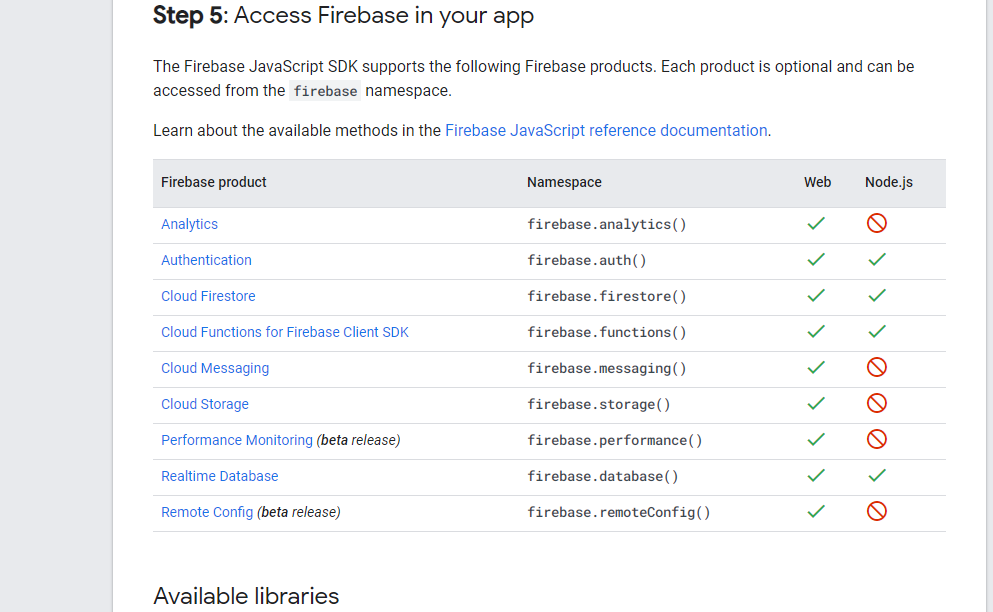 Step 5: Access Firebase in your app
The Firebase JavaScript SDK supports the following Firebase products. Each product is optional and can be
accessed from the firebase namespace.
Learn about the available methods in the Firebase JavaScript reference documentation.
Firebase product Namespace Web Node.js
Analytics firebase.analytics()
Authentication firebase.auth()
Cloud Firestore firebase.firestore()
Cloud Functions for Firebase Client SDK firebase.functions()
Cloud Messaging firebase.messaging()
Cloud Storage firebase.storage()
Performance Monitoring (beta release) firebase.performance()
Realtime Database firebase.database()
Remote Config (beta release) firebase.remoteConfig()
Available libraries